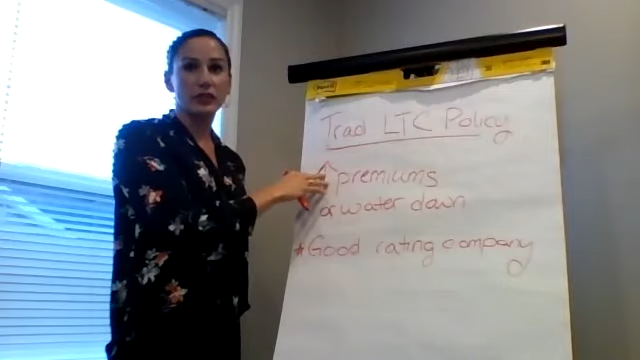 Trad LTC Policy
↑ premiums
or water down
* Good rating company